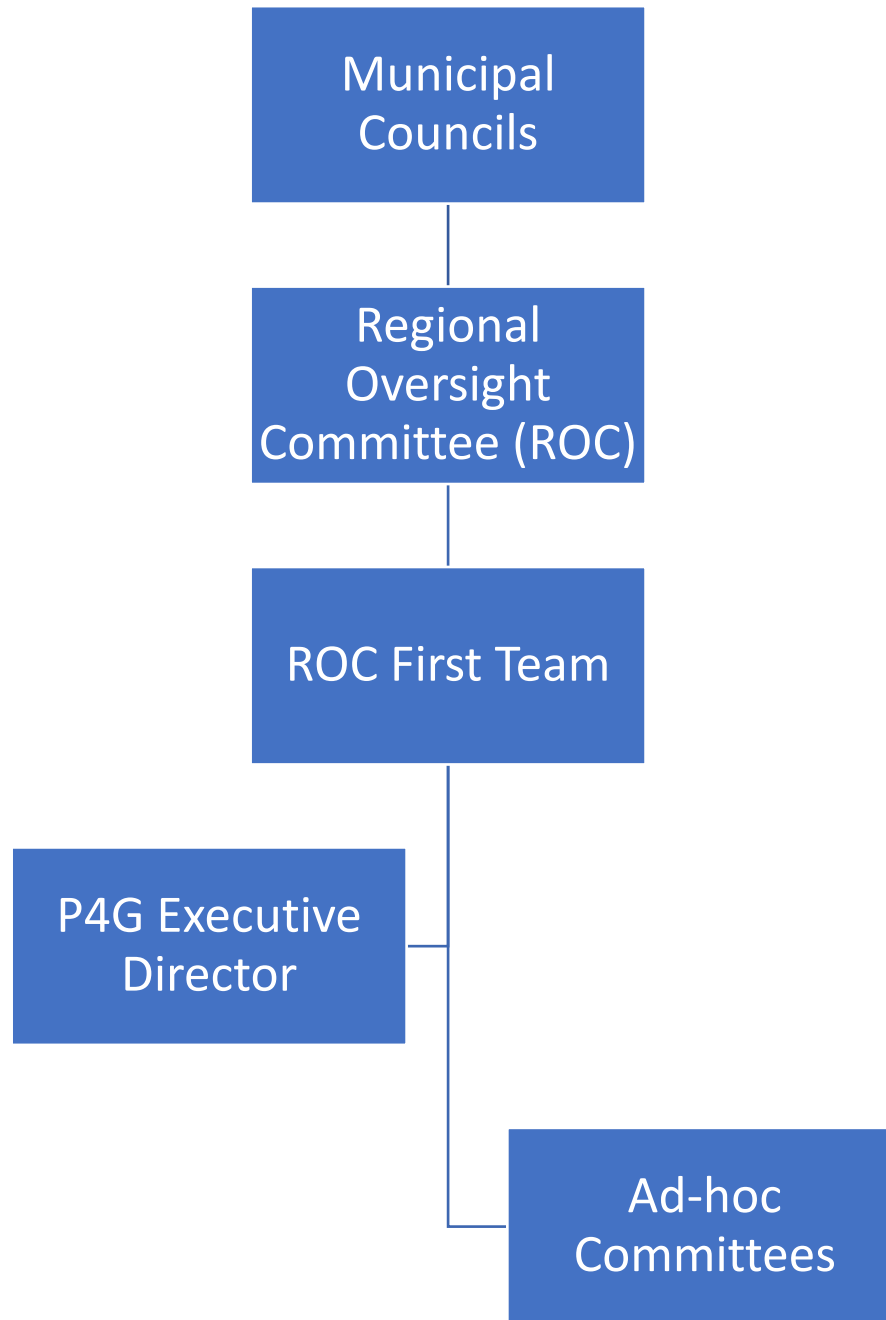 Municipal
Councils
Regional
Oversight
Committee (ROC)
ROC First Team
P4G Executive
Director
Ad-hoc
Committees